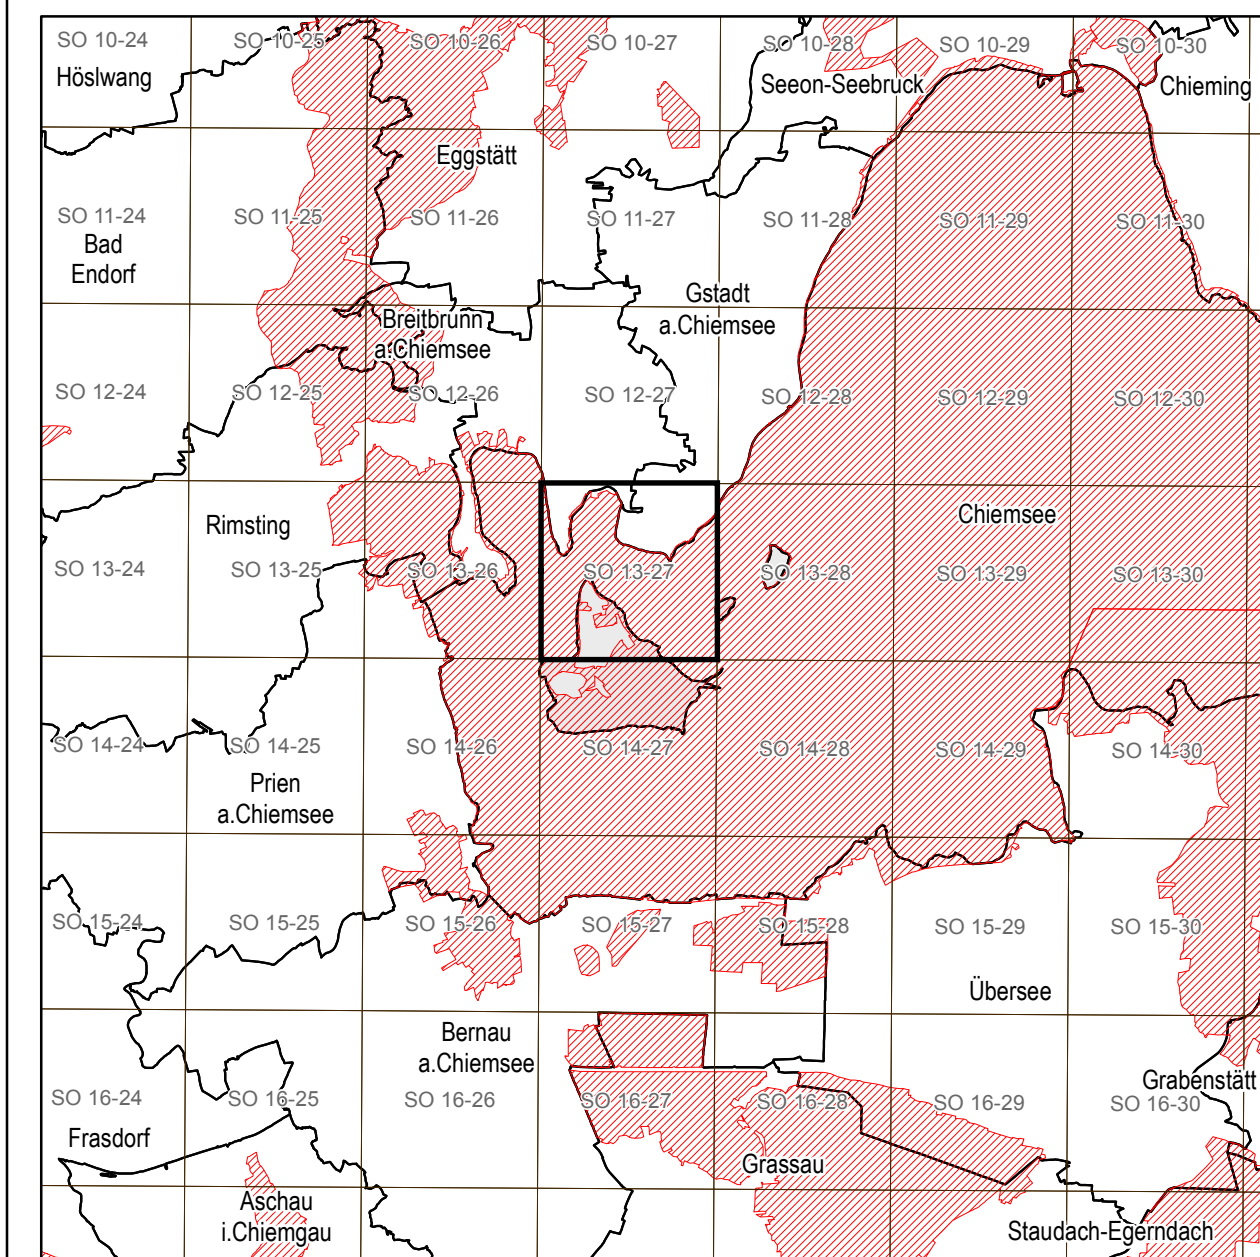 SO 10-24
SO 10-25
SO 10-26
SO 10-27
SO 10-28
SO 10-29
SO 10-30
Höslwang
Seeon-Seebruck
Chieming
Eggstätt
SO 11-24
SO 11-25
SO 11-26
SO 11-27
SO 11-28
SO 11-29
SO 11-30
Bad
Endorf
Gstadt
a.Chiemsee
Breitbrunn
a.Chiemsee
SO 12-24
SO 12-25
SO 12-26
SO 12-27
SO 12-28
SO 12-29
SO 12-30
Rimsting
Chiemsee
SO 13-24
SO 13-25
SO 13-26
SO 13-27
SO 13-28
SO 13-29
SO 13-30
SO 14-24
SO 14-25
SO 14-26
SO 14-27
SO 14-28
SO 14-29
SO 14-30
Prien
a.Chiemsee
SO 15-24
SO 15-25
SO 15-26
SO 15-27
SO 15-28
SO 15-29
SO 15-30
Übersee
Bernau
a.Chiemsee
Grabenstätt
SO 16-24
SO 16-25
SO 16-26
SO 16-27
SO 16-28
SO 16-29
SO 16-30
Frasdorf
Grassau
Aschau
i.Chiemgau
Staudach-Egerndach